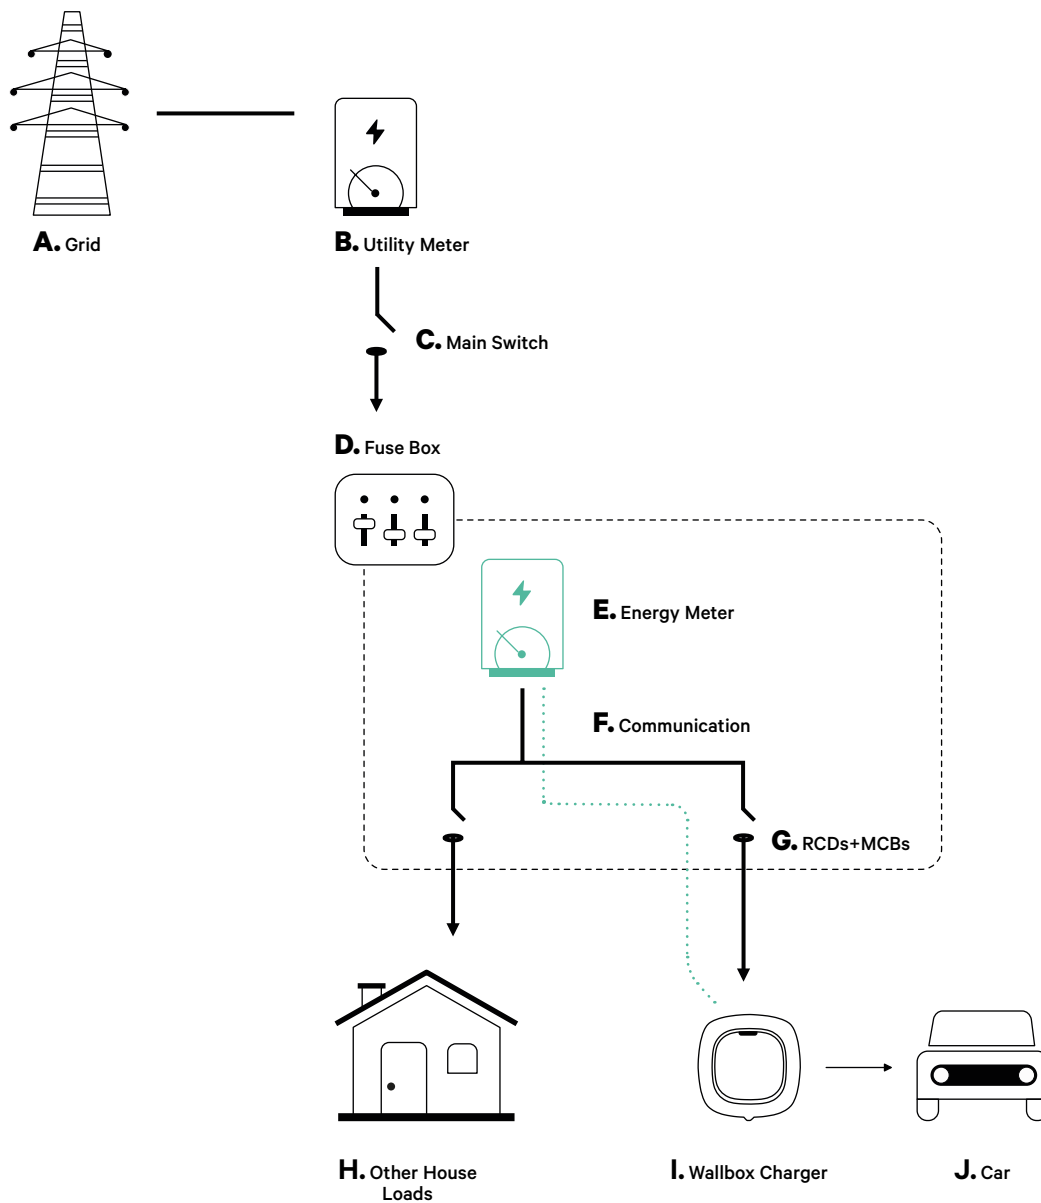 A. Grid
B. Utility Meter
C. Main Switch
D. Fuse Box
E. Energy Meter
F. Communication
G. RCDs+MCBs
H. Other House
Loads
I. Wallbox Charger
J. Car